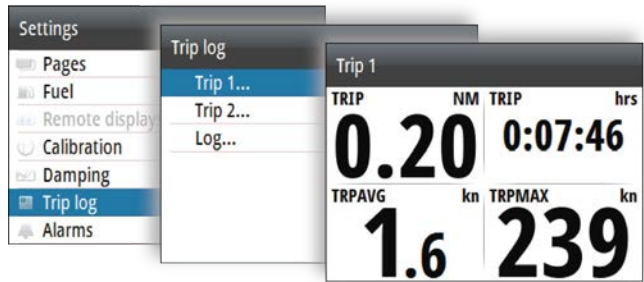 Settings
Pages
Fuel
Remote display
Calibration
Damping
Trip log
Alarms
Trip log
Trip 1...
Trip 2...
Log...
Trip 1
TRIP NM TRIP hrs
0.20 0:07:46
TRPAVG kn TRPMAX kn
1.6 239